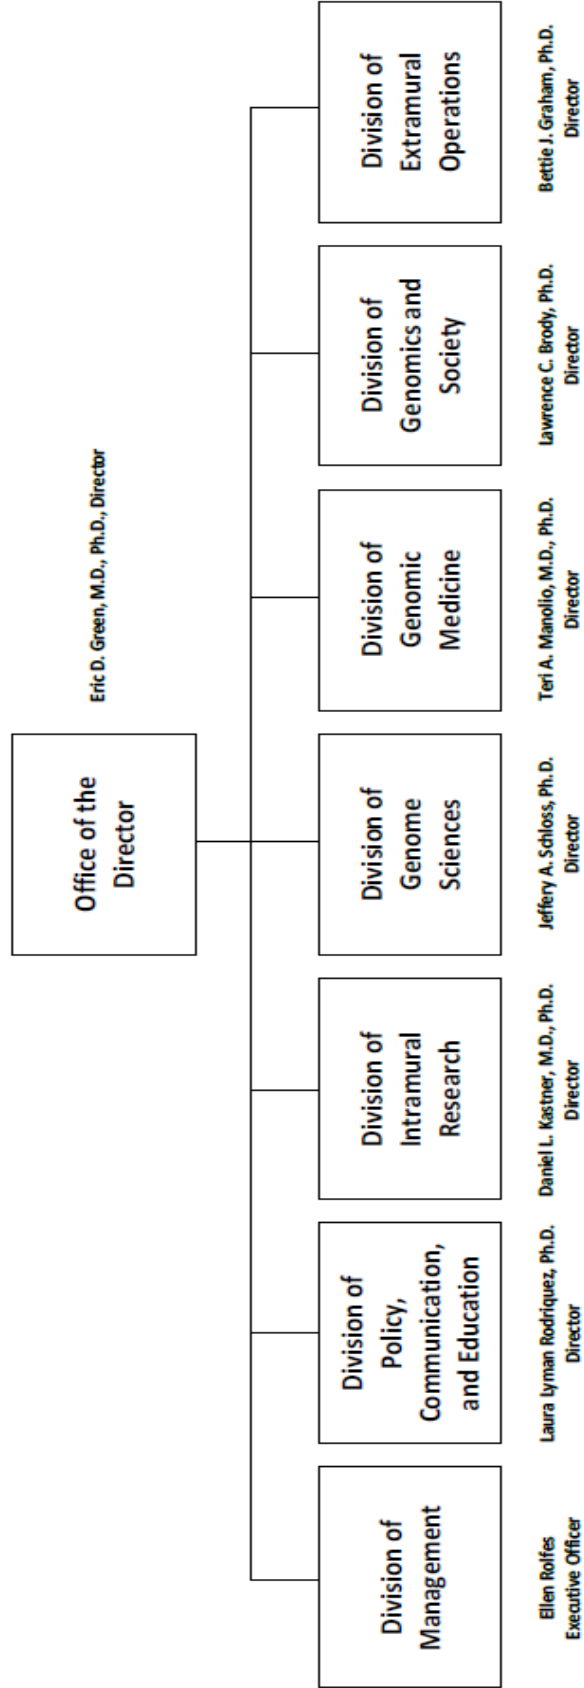 Office of the
Director
Eric D. Green, M.D., Ph.D., Director
Division of
Management
Ellen Rolfes
Executive Officer
Division of
Policy,
Communication,
and Education
Laura Lyman Rodriquez, Ph.D.
Director
Division of
Intramural
Research
Daniel L. Kastner, M.D., Ph.D.
Director
Division of
Genome
Sciences
Jeffery A. Schloss, Ph.D.
Director
Division of
Genomic
Medicine
Teri A. Manolio, M.D., Ph.D.
Director
Division of
Genomics and
Society
Lawrence C. Brody, Ph.D.
Director
Division of
Extramural
Operations
Bettie J. Graham, Ph.D.
Director